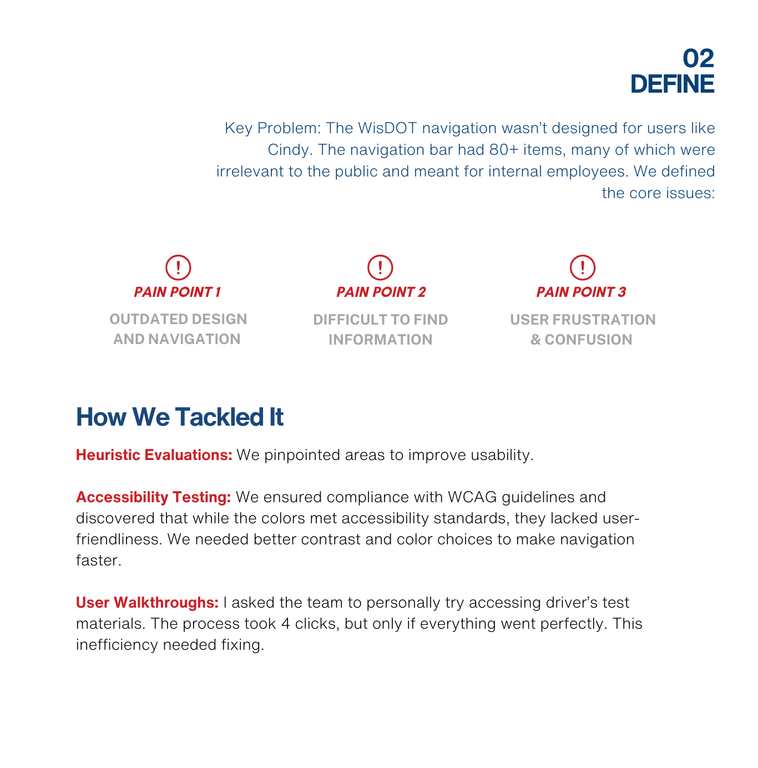 02
DEFINE
Key Problem: The WisDOT navigation wasn't designed for users like
Cindy. The navigation bar had 80+ items, many of which were
irrelevant to the public and meant for internal employees. We defined
the core issues:
PAIN POINT 1
OUTDATED DESIGN
AND NAVIGATION
PAIN POINT 2
DIFFICULT TO FIND
INFORMATION
PAIN POINT 3
USER FRUSTRATION
& CONFUSION
How We Tackled It
Heuristic Evaluations: We pinpointed areas to improve usability.
Accessibility Testing: We ensured compliance with WCAG guidelines and
discovered that while the colors met accessibility standards, they lacked user-
friendliness. We needed better contrast and color choices to make navigation
faster.
User Walkthroughs: I asked the team to personally try accessing driver's test
materials. The process took 4 clicks, but only if everything went perfectly. This
inefficiency needed fixing.